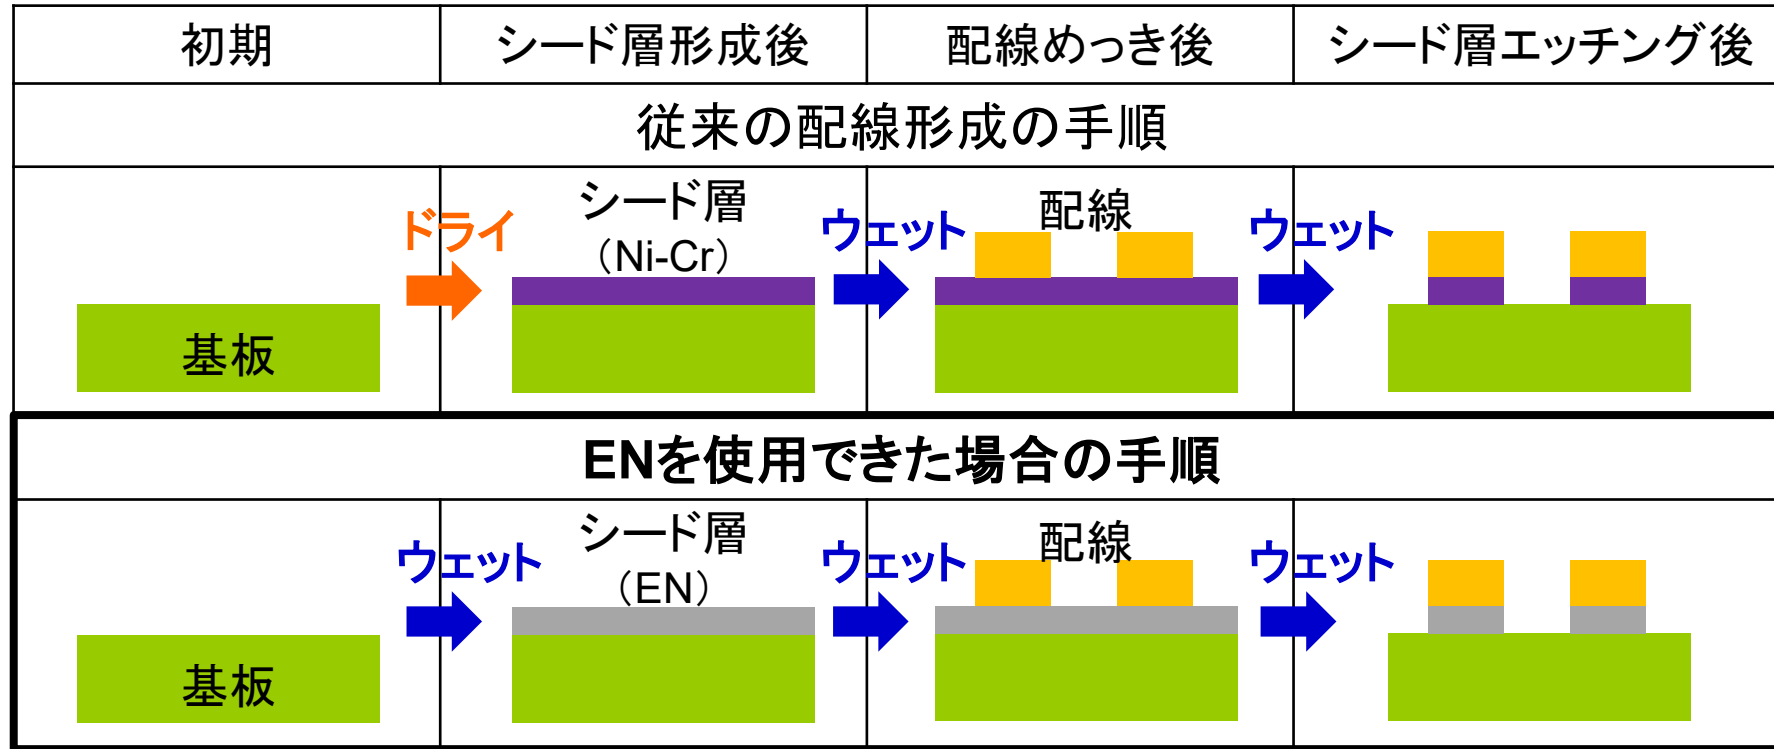 初期
シード層形成後
配線めっき後
シード層エッチング後
従来の配線形成の手順
ドライ
シード層
（Ni-Cr）
ウェット
配線
ウェット
基板
ENを使用できた場合の手順
ウェット
シード層
（EN）
ウェット
配線
ウェット
基板